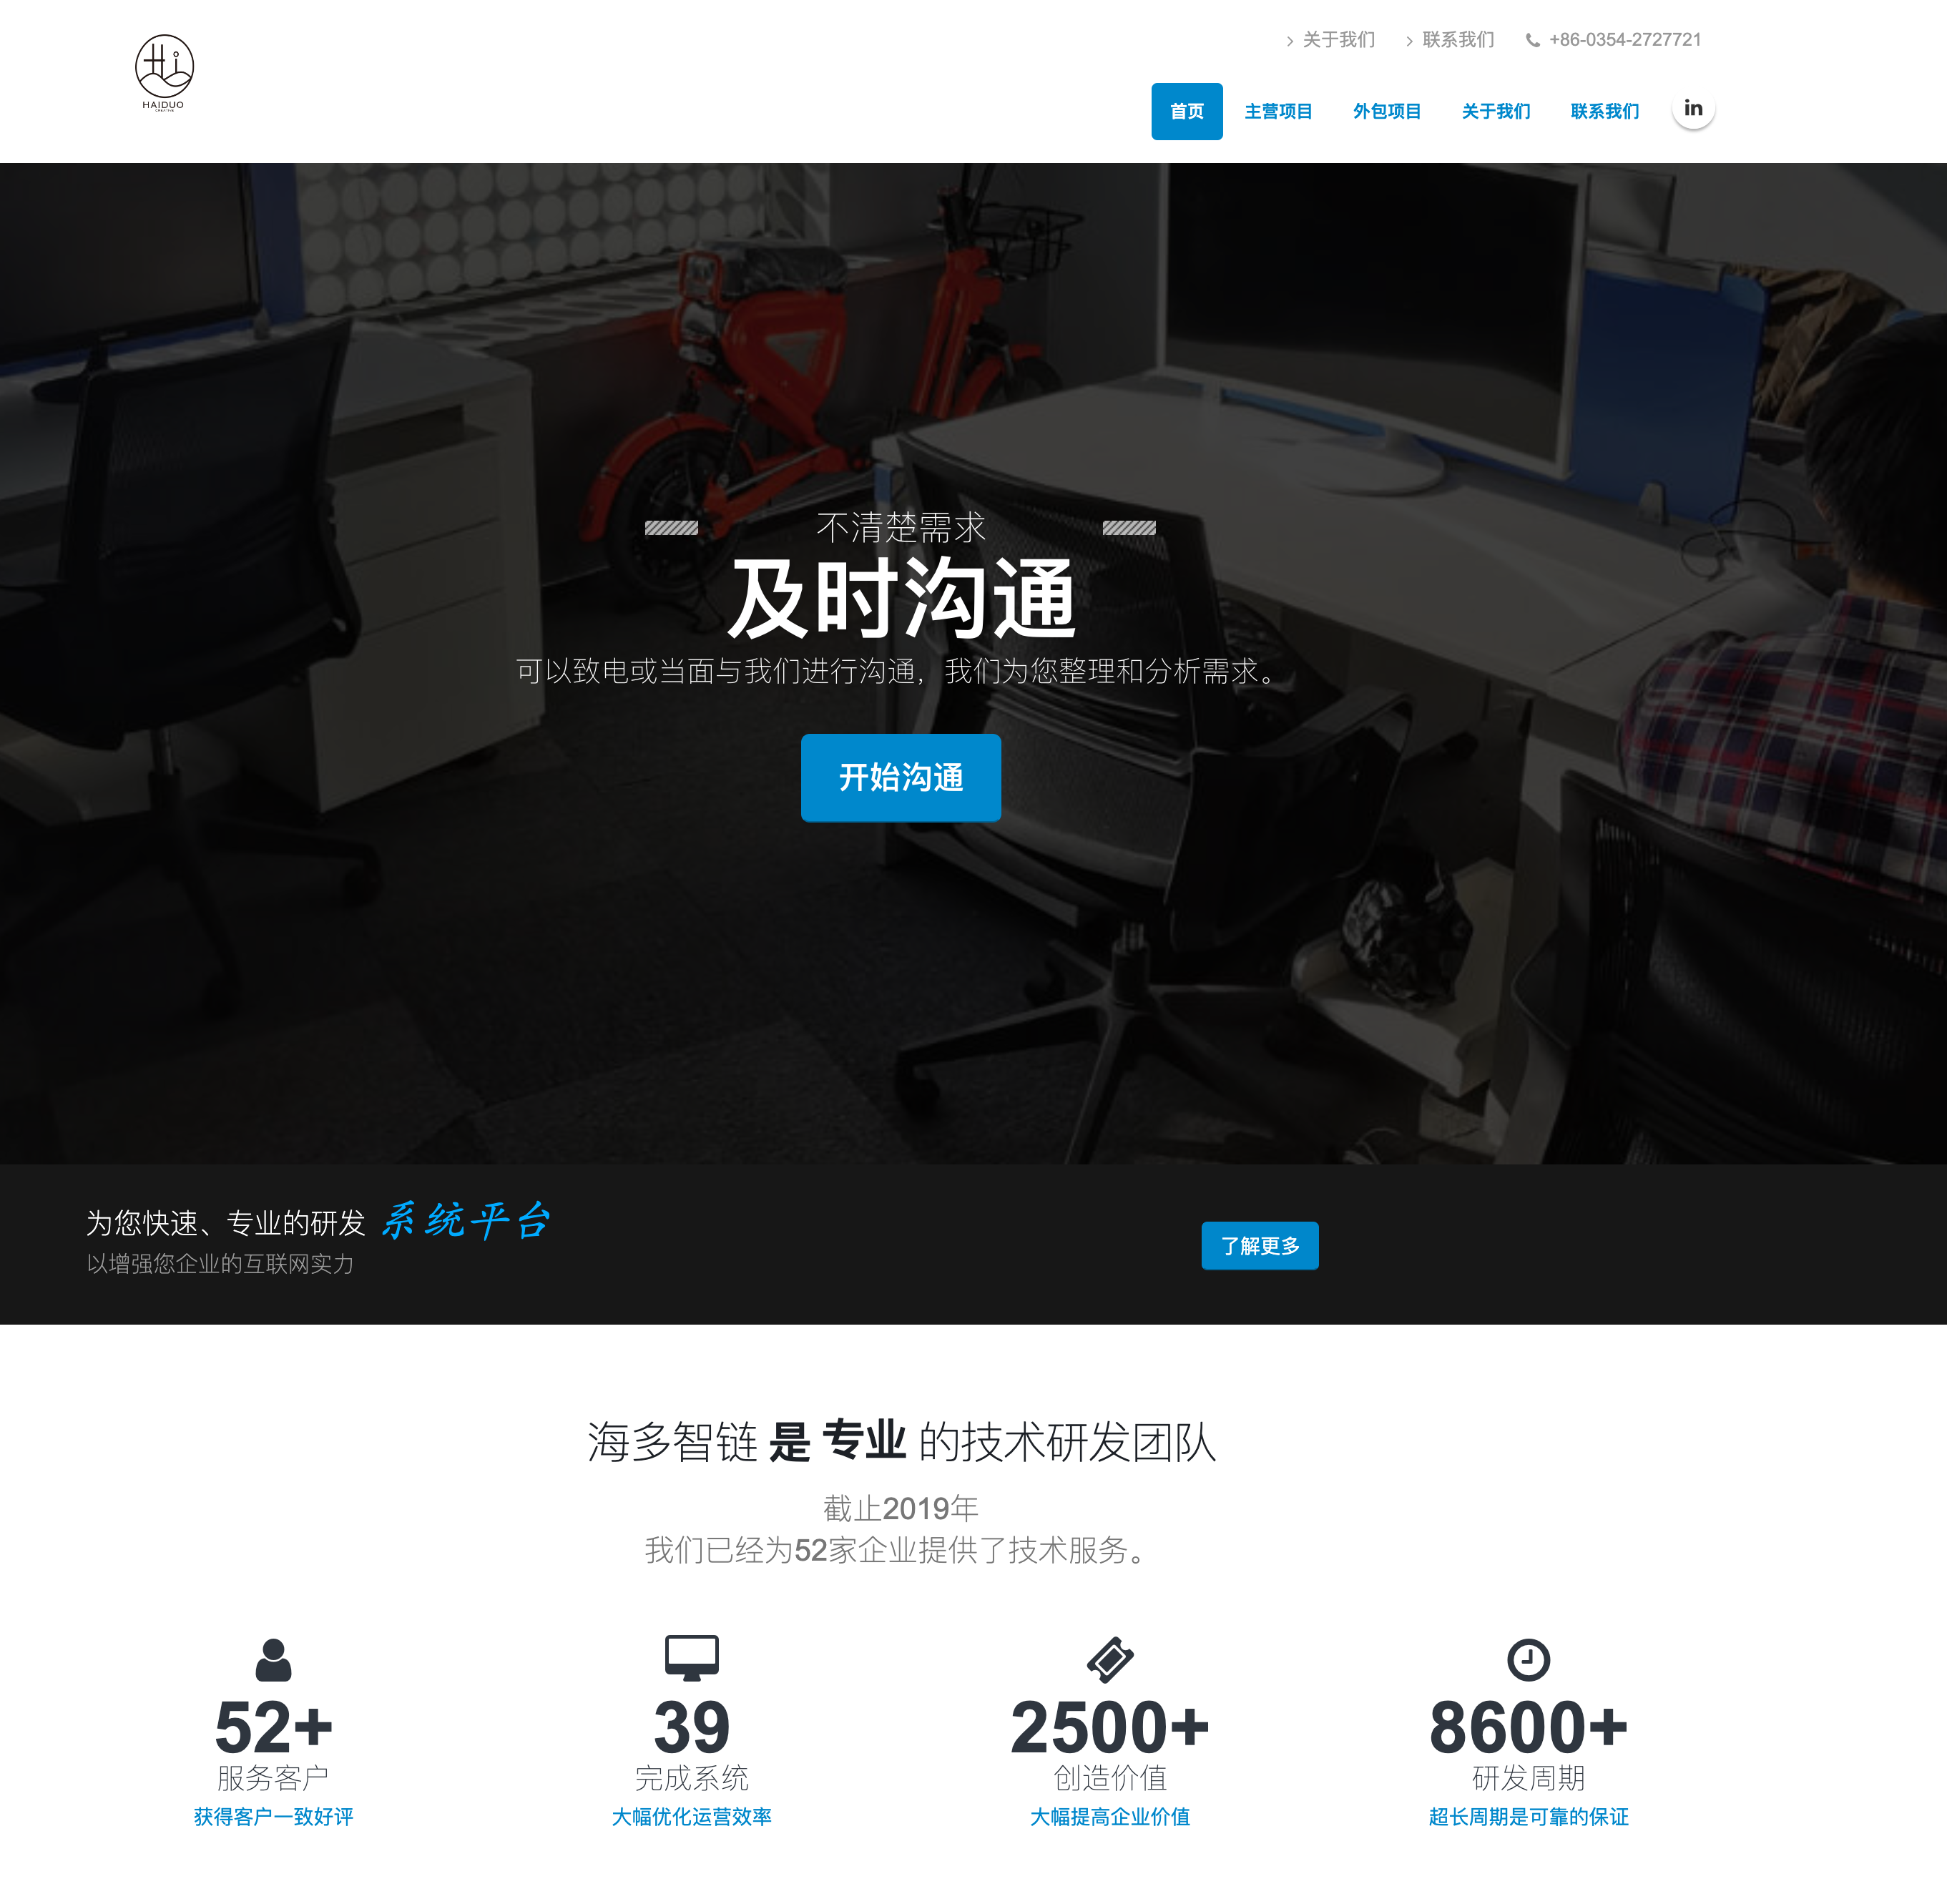 Hi
HAIDUO
CREATIVE
关于我们
联系我们
+86-0354-2727721
首页
主营项目
外包项目
关于我们
联系我们
in
不清楚需求
及时沟通
可以致电或当面与我们进行沟通，我们为您整理和分析需求。
开始沟通
为您快速、专业的研发 系统平台
以增强您企业的互联网实力
了解更多
海多智链 是 专业 的技术研发团队
截止2019年
我们已经为52家企业提供了技术服务。
52+
服务客户
获得客户一致好评
39
完成系统
大幅优化运营效率
2500+
创造价值
大幅提高企业价值
8600+
研发周期
超长周期是可靠的保证